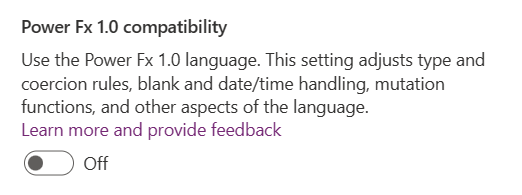 Power Fx 1.0 compatibility
Use the Power Fx 1.0 language. This setting adjusts type and
coercion rules, blank and date/time handling, mutation
functions, and other aspects of the language.
Learn more and provide feedback
Off